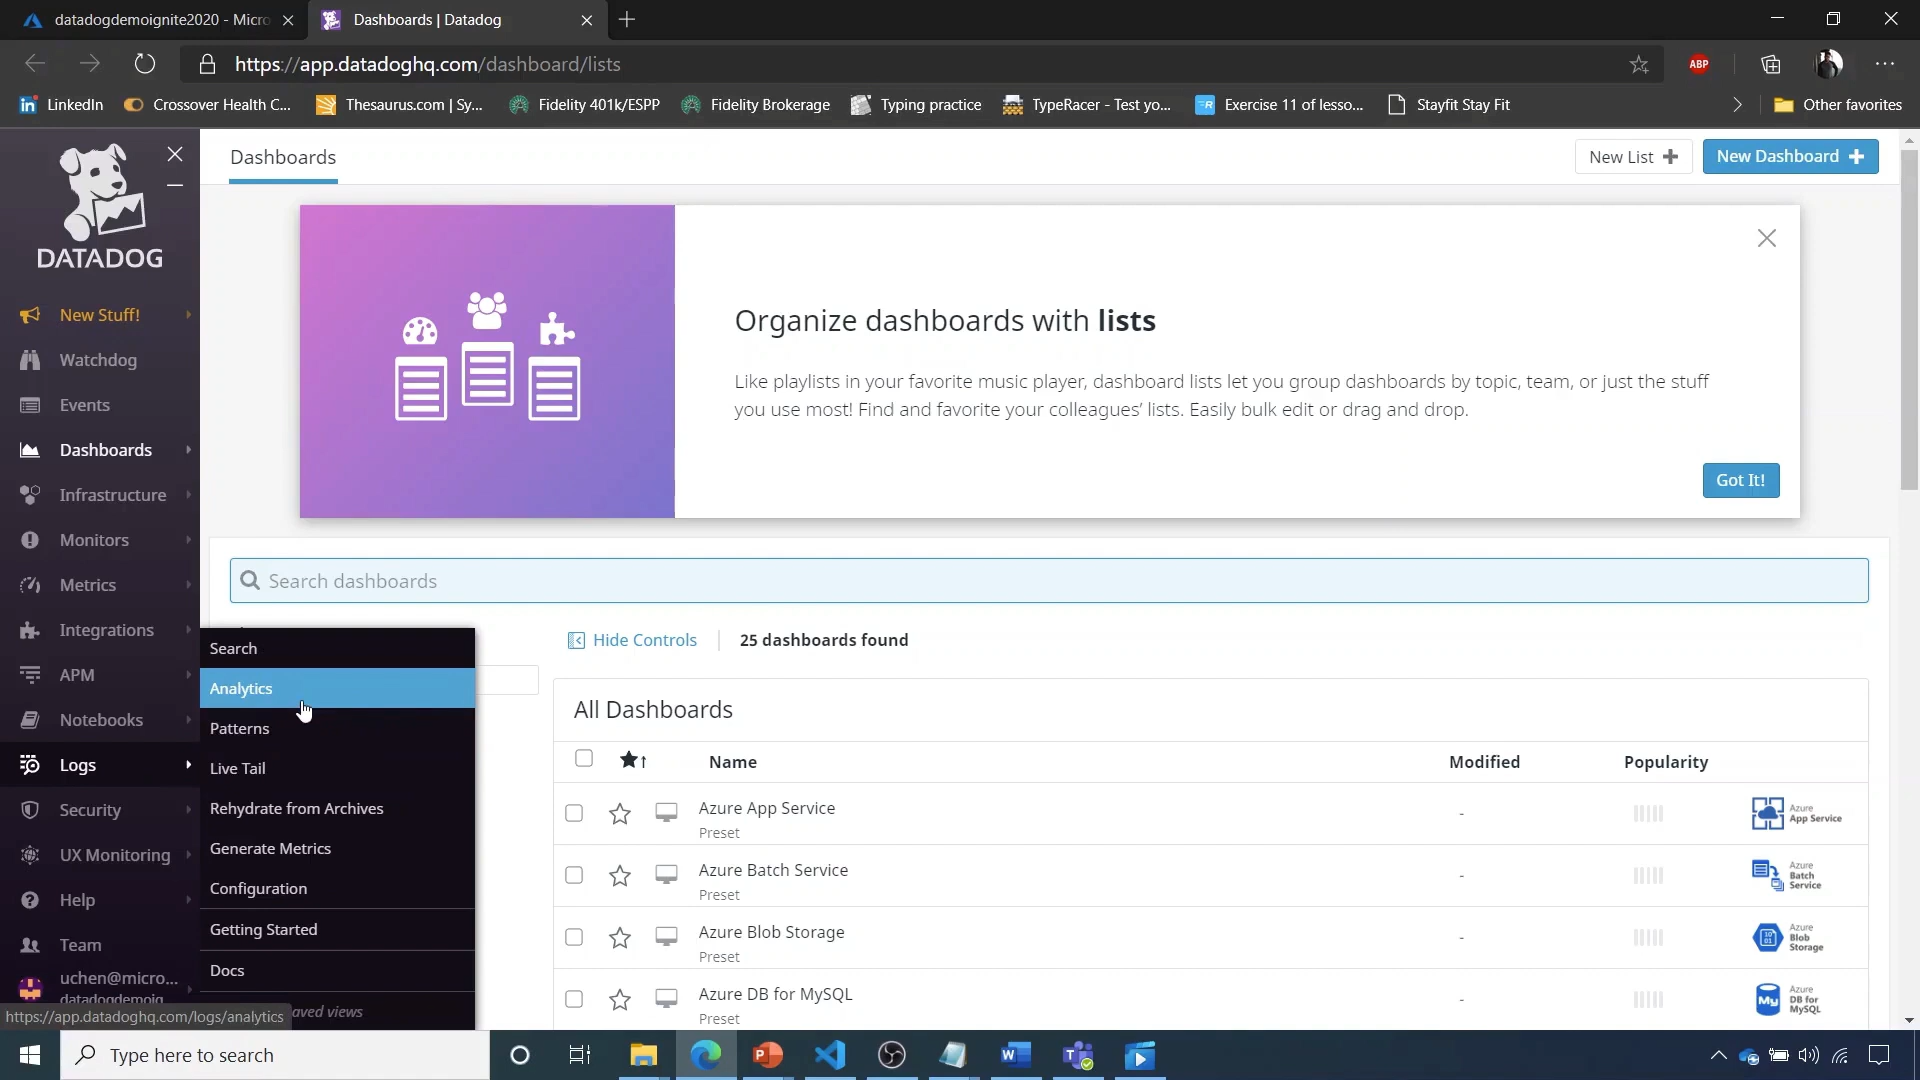 datadogdemoignite2020 - Micro
Dashboards | Datadog
https://app.datadoghq.com/dashboard/lists
ABP
LinkedIn
Crossover Health C...
Thesaurus.com | Sy...
Fidelity 401k/ESPP
Fidelity Brokerage
Typing practice
TypeRacer - Test yo...
Exercise 11 of lesso...
Stayfit Stay Fit
Other favorites
DATADOG
New Stuff!
Watchdog
Events
Dashboards
Infrastructure
Monitors
Metrics
Integrations
APM
Notebooks
Logs
Security
UX Monitoring
Help
Team
uchen@micro...
datadogdemoig
https://app.datadoghq.com/logs/analytics
Search
Analytics
Patterns
Live Tail
Rehydrate from Archives
Generate Metrics
Configuration
Getting Started
Docs
aved views
Dashboards
New List
New Dashboard
Organize dashboards with lists
Like playlists in your favorite music player, dashboard lists let you group dashboards by topic, team, or just the stuff
you use most! Find and favorite your colleagues' lists. Easily bulk edit or drag and drop.
Got It!
Search dashboards
Hide Controls
25 dashboards found
All Dashboards
Name
Modified
Popularity
Azure App Service
Preset
-
Azure
App Service
Azure Batch Service
Preset
-
Azure
Batch
Service
Azure Blob Storage
Preset
-
Azure
Blob
Storage
Azure DB for MySQL
Preset
-
My
Azure
DB for
MySQL
Type here to search